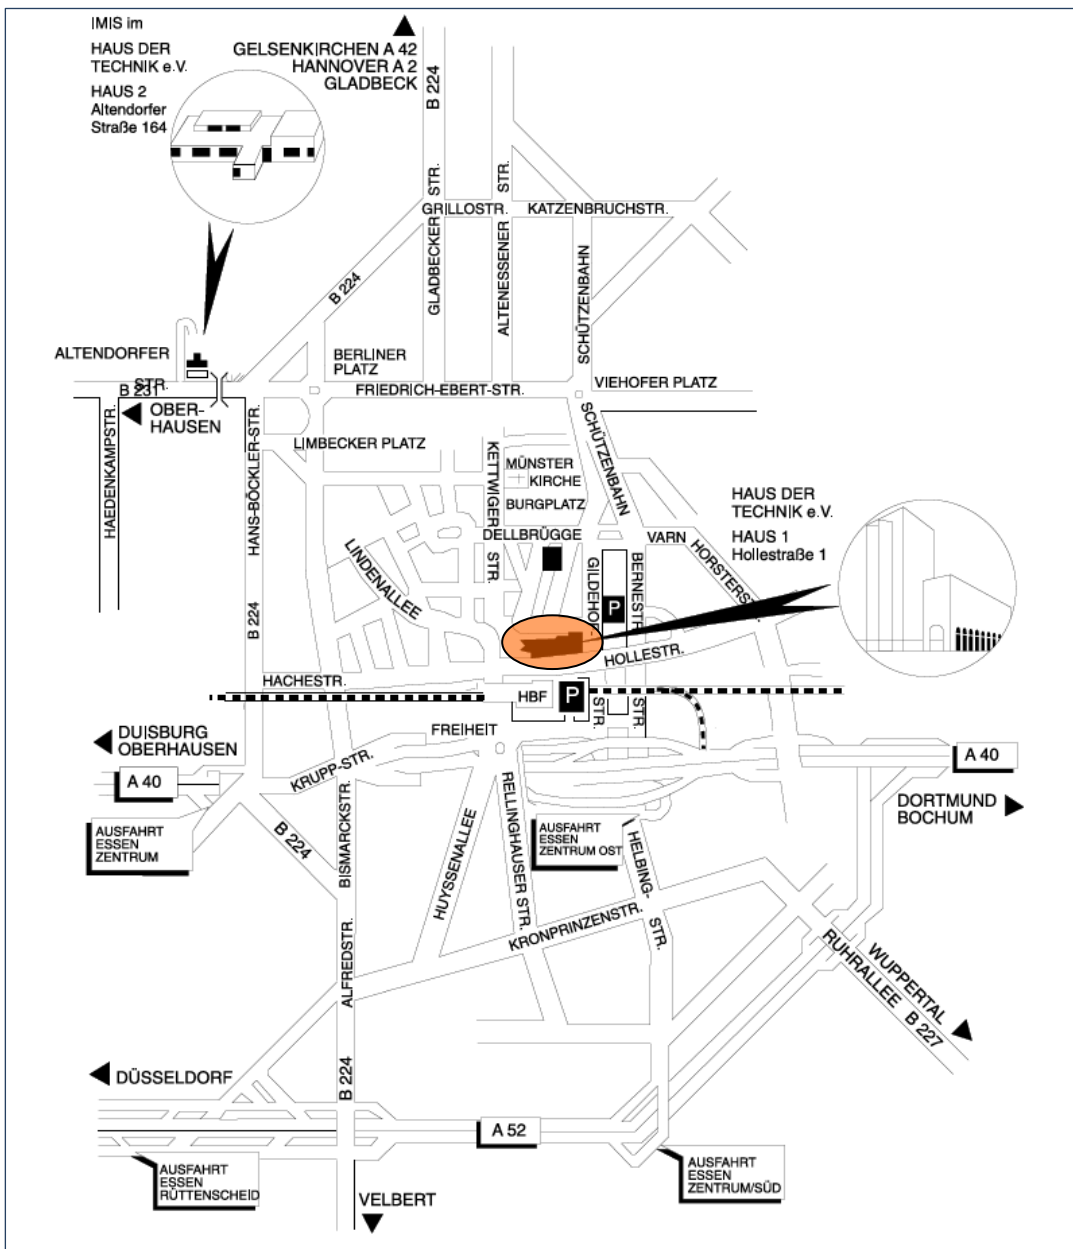 IMIS im
HAUS DER
TECHNIK e.V.
HAUS 2
Altendorfer
Straße 164
GELSENKIRCHEN A 42
HANNOVER A 2
GLADBECK
B 224
GLADBECKER STR.
ALTENESSENER STR.
GRILLOSTR.
KATZENBRUCHSTR.
SCHÜTZENBAHN
B 224
ALTENDORFER
STR.
B 231
OBER-
HAUSEN
BERLINER
PLATZ
FRIEDRICH-EBERT-STR.
VIEHOFER PLATZ
HAEDENKAMPSTR.
HANS-BÖCKLER-STR.
LIMBECKER PLATZ
KETTWIGER STR.
MÜNSTER
KIRCHE
BURGPLATZ
SCHÜTZENBAHN
DELLBRÜGGE
VARN
HORSTERSTR.
HAUS DER
TECHNIK e.V.
HAUS 1
Hollestraße 1
LINDENALLEE
GILDEHOF
STR.
BERNESTR.
STR.
P
B 224
HOLLESTR.
HACHESTR.
HBF
P
FREIHEIT
DUISBURG
OBERHAUSEN
A 40
KRUPP-STR.
A 40
DORTMUND
BOCHUM
AUSFAHRT
ESSEN
ZENTRUM
B 224
BISMARCKSTR.
HUYSSENALLEE
RELLINGHAUSER STR.
AUSFAHRT
ESSEN
ZENTRUM OST
HELBING-
STR.
KRONPRINZENSTR.
ALFREDSTR.
WUPPERTAL
RUHRALLEE B 227
B 224
DÜSSELDORF
A 52
AUSFAHRT
ESSEN
RÜTTENSCHEID
AUSFAHRT
ESSEN
ZENTRUM/SÜD
VELBERT